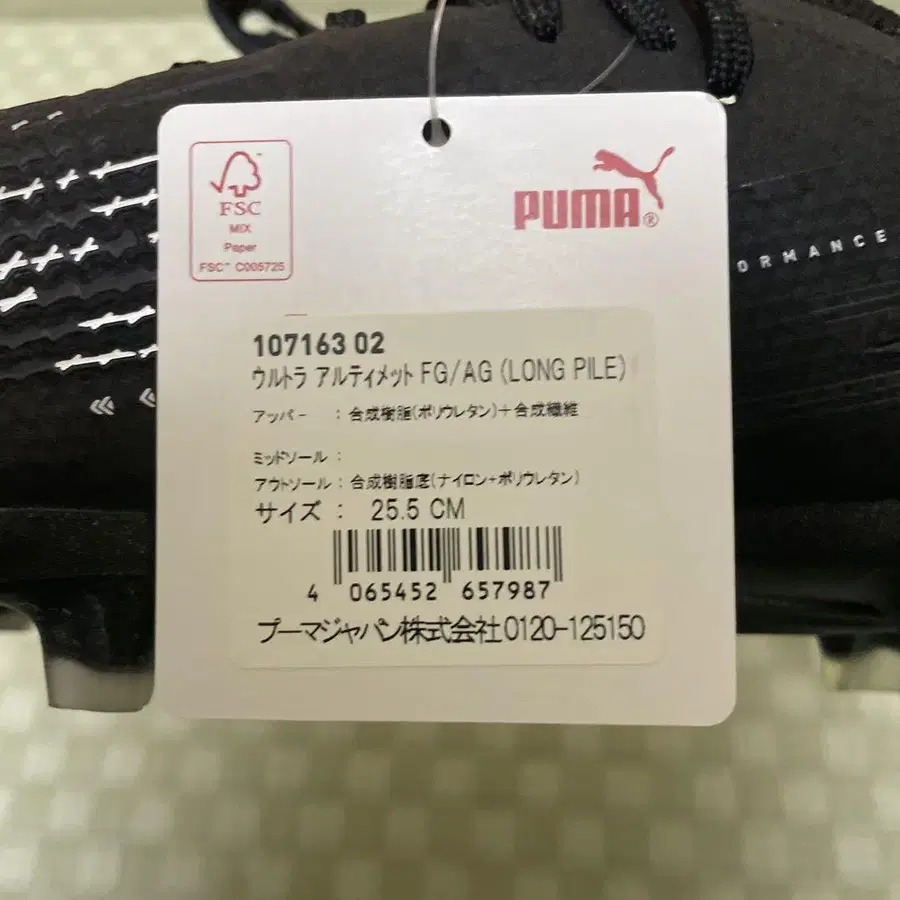 FSC
MIX
Paper
FSC™ C005725
PUMA®
ORMANCE
107163 02
ウルトラ アルティメット FG/AG (LONG PILE)
アッパー : 合成樹脂(ポリウレタン)+合成繊維
ミッドソール :
アウトソール : 合成樹脂底(ナイロン+ポリウレタン)
サイズ : 25.5 CM
4 065452 657987
プーマジャパン株式会社0120-125150